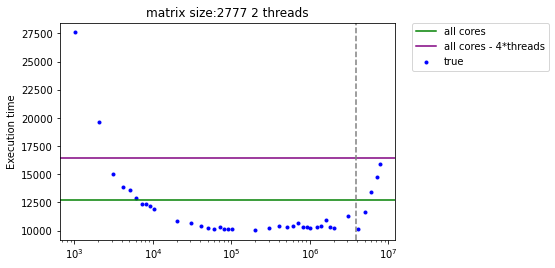 matrix size:2777 2 threads
Execution time
27500
25000
22500
20000
17500
15000
12500
10000
10³
10⁴
10⁵
10⁶
10⁷
all cores
all cores - 4*threads
true